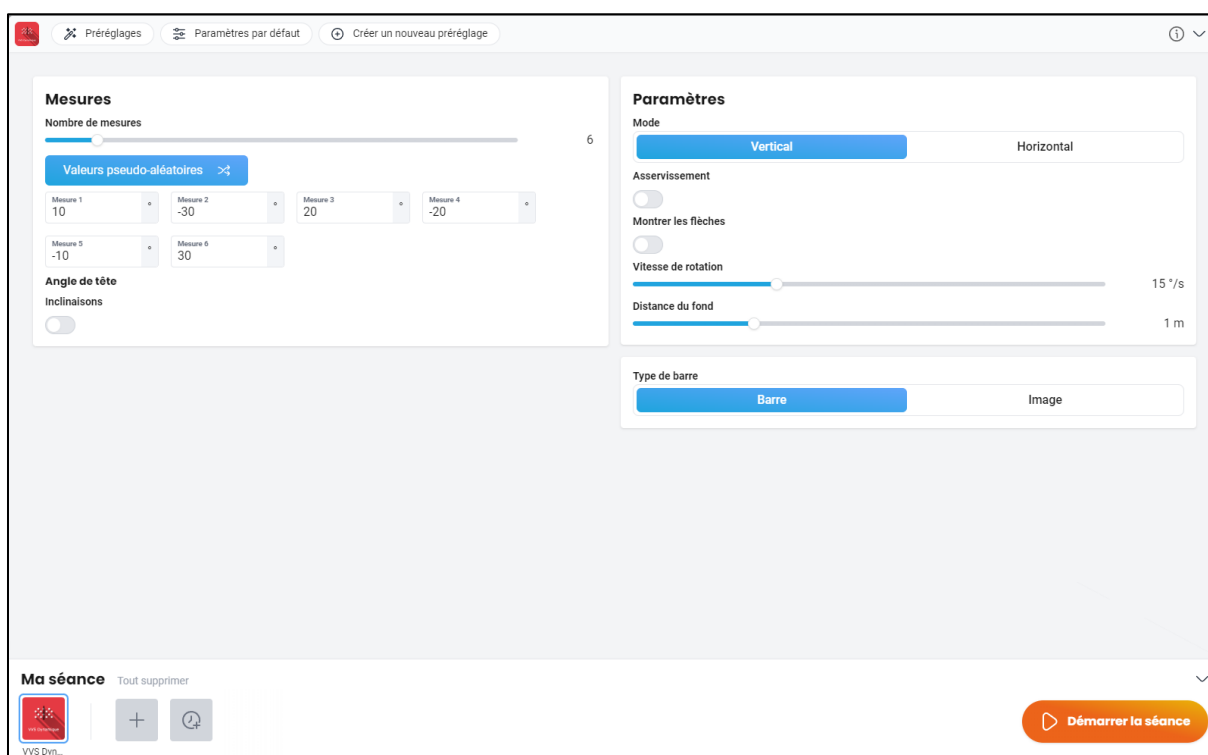 Préréglages
Paramètres par défaut
Créer un nouveau préréglage
Mesures
Nombre de mesures
6
Valeurs pseudo-aléatoires
Mesure 1
10 °
Mesure 2
-30 °
Mesure 3
20 °
Mesure 4
-20 °
Mesure 5
-10 °
Mesure 6
30 °
Angle de tête
Inclinaisons
Paramètres
Mode
Vertical
Horizontal
Asservissement
Montrer les flèches
Vitesse de rotation
15 °/s
Distance du fond
1 m
Type de barre
Barre
Image
Ma séance
Tout supprimer
VVS Dynamique
VVS Dyn...
Démarrer la séance